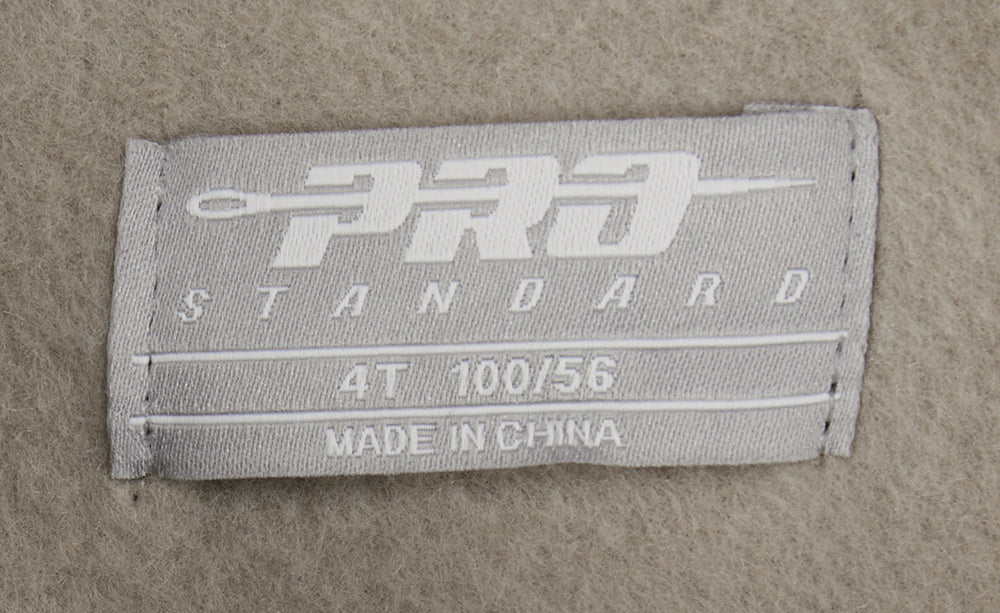 PRO
STANDARD
4T 100/56
MADE IN CHINA